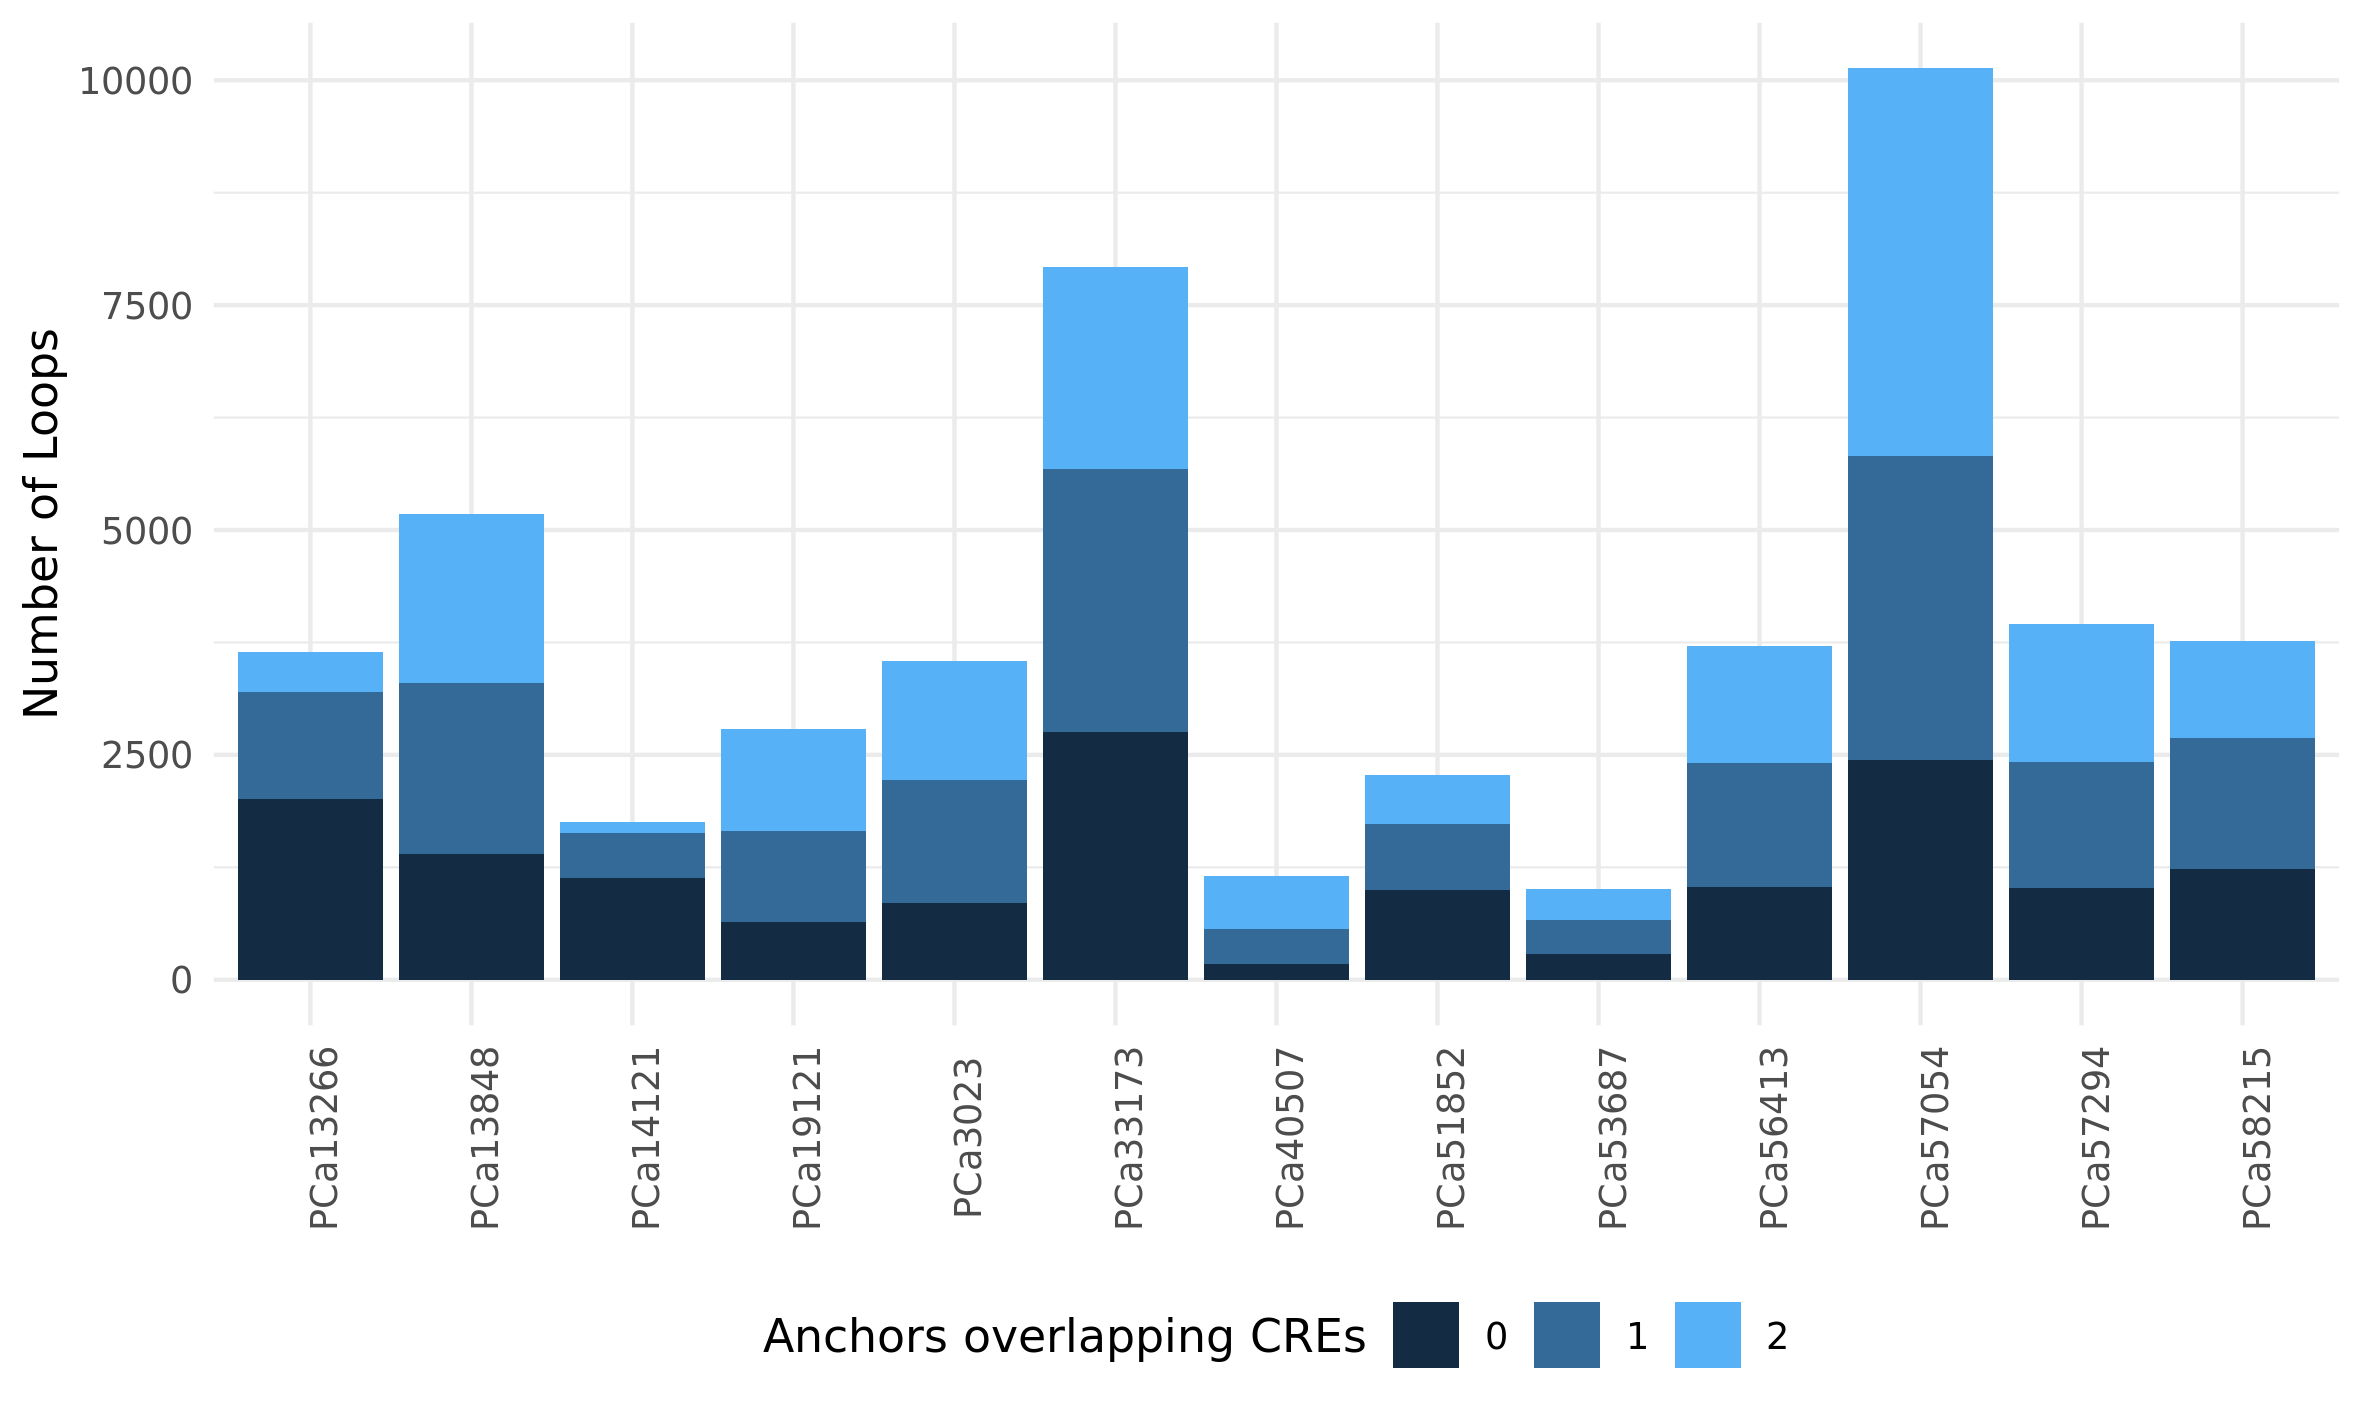 Number of Loops
10000
7500
5000
2500
0
PCa13266
PCa13848
PCa14121
PCa19121
PCa3023
PCa33173
PCa40507
PCa51852
PCa53687
PCa56413
PCa57054
PCa57294
PCa58215
Anchors overlapping CREs 0 1 2